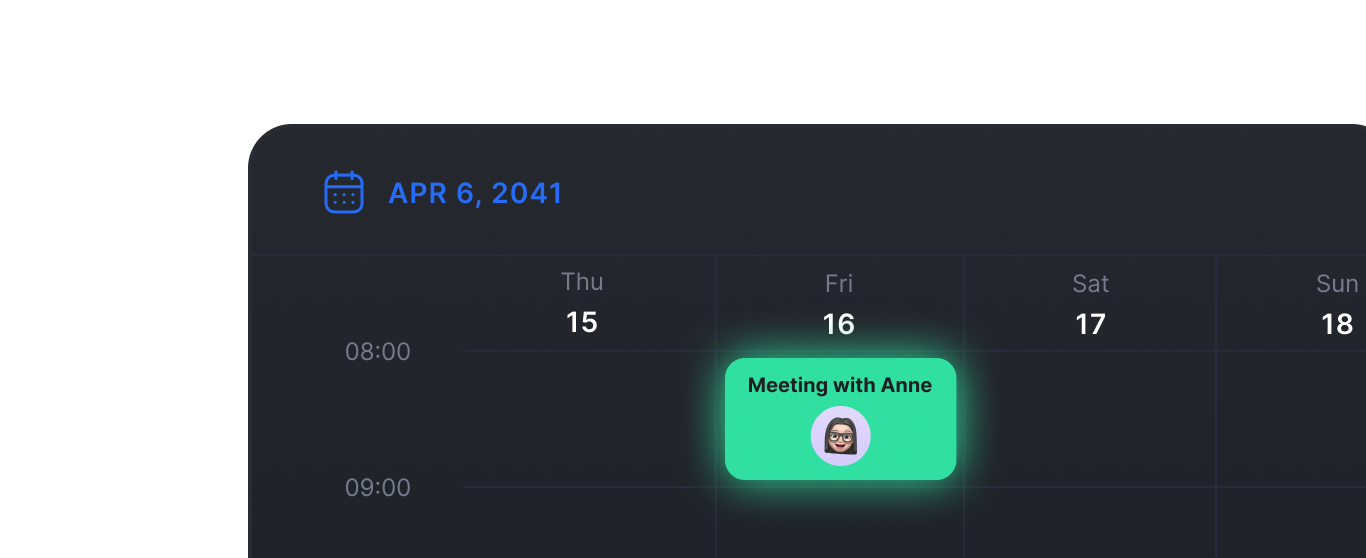 APR 6, 2041
Thu Fri Sat Sun
15 16 17 18
08:00
Meeting with Anne
09:00